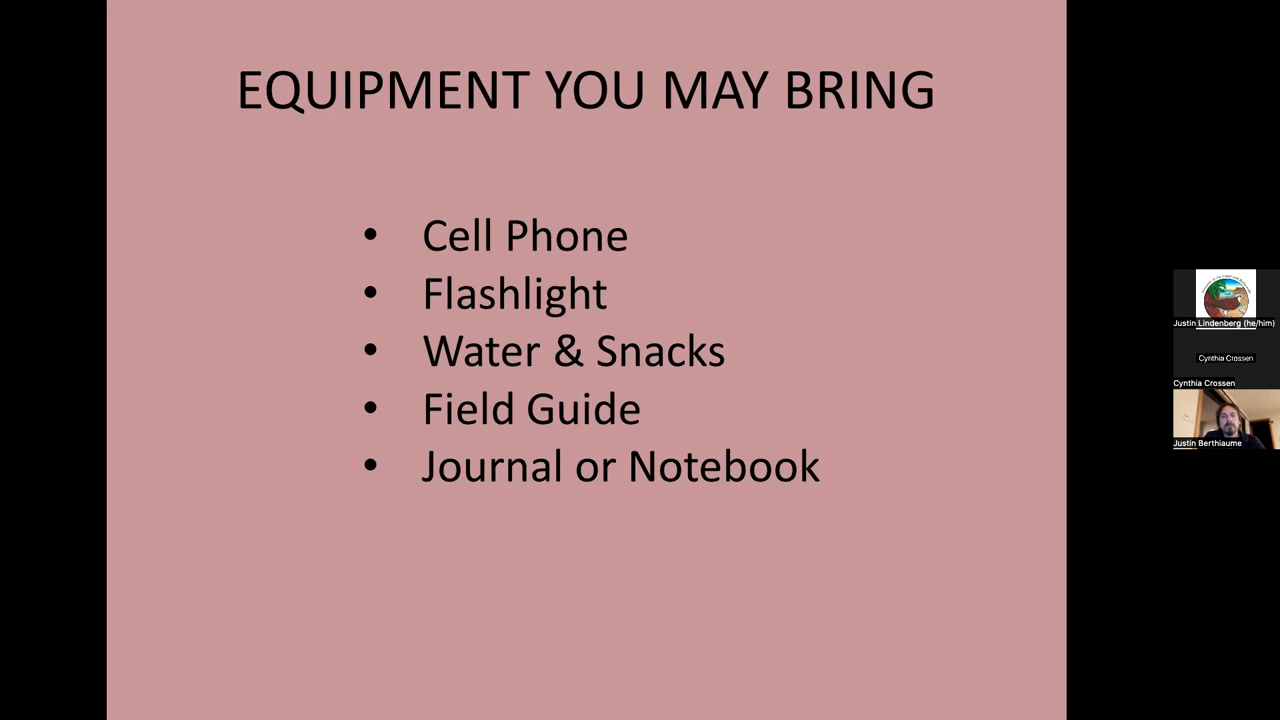 EQUIPMENT YOU MAY BRING
• Cell Phone
• Flashlight
• Water & Snacks
• Field Guide
• Journal or Notebook
Justin Lindenberg (he/him)
Cynthia Crossen
Cynthia Crossen
Justin Berthiaume